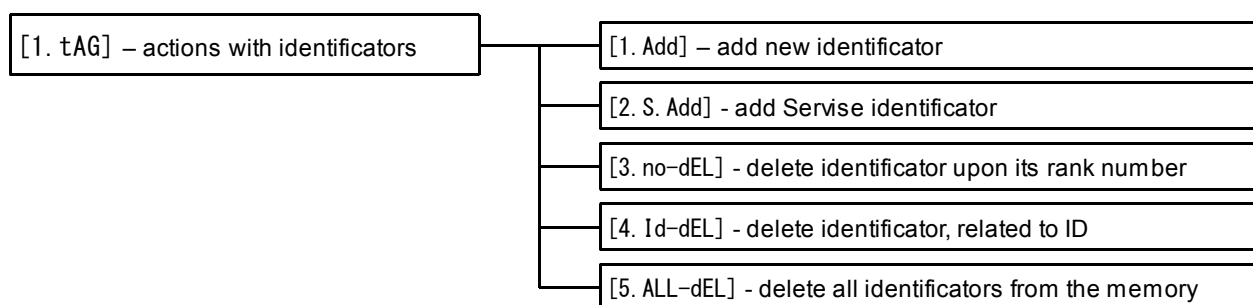 [1. tAG] – actions with identificators
[1. Add] – add new identificator
[2. S. Add] - add Servise identificator
[3. no-dEL] - delete identificator upon its rank number
[4. Id-dEL] - delete identificator, related to ID
[5. ALL-dEL] - delete all identificators from the memory